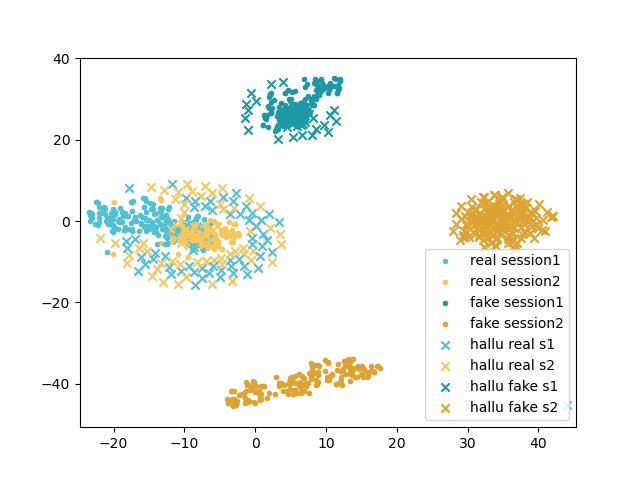 40
20
0
−20
−40
−20
−10
0
10
20
30
40
real session1
real session2
fake session1
fake session2
hallu real s1
hallu real s2
hallu fake s1
hallu fake s2